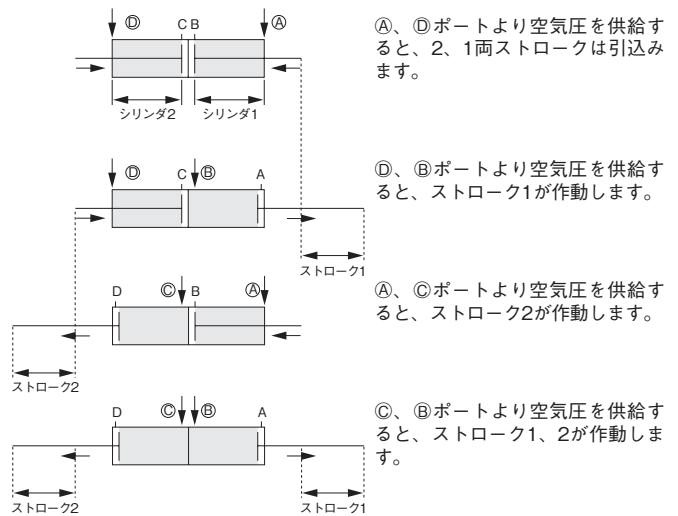 Ⓓ C B Ⓐ
シリンダ2 シリンダ1
Ⓐ、Ⓓポートより空気圧を供給す
ると、2、1両ストロークは引込み
ます。
Ⓓ C Ⓑ A
ストローク1
Ⓓ、Ⓑポートより空気圧を供給す
ると、ストローク1が作動します。
D Ⓒ B Ⓐ
ストローク2
Ⓐ、Ⓒポートより空気圧を供給す
ると、ストローク2が作動します。
D Ⓒ Ⓑ A
ストローク2 ストローク1
Ⓒ、Ⓑポートより空気圧を供給す
ると、ストローク1、2が作動しま
す。